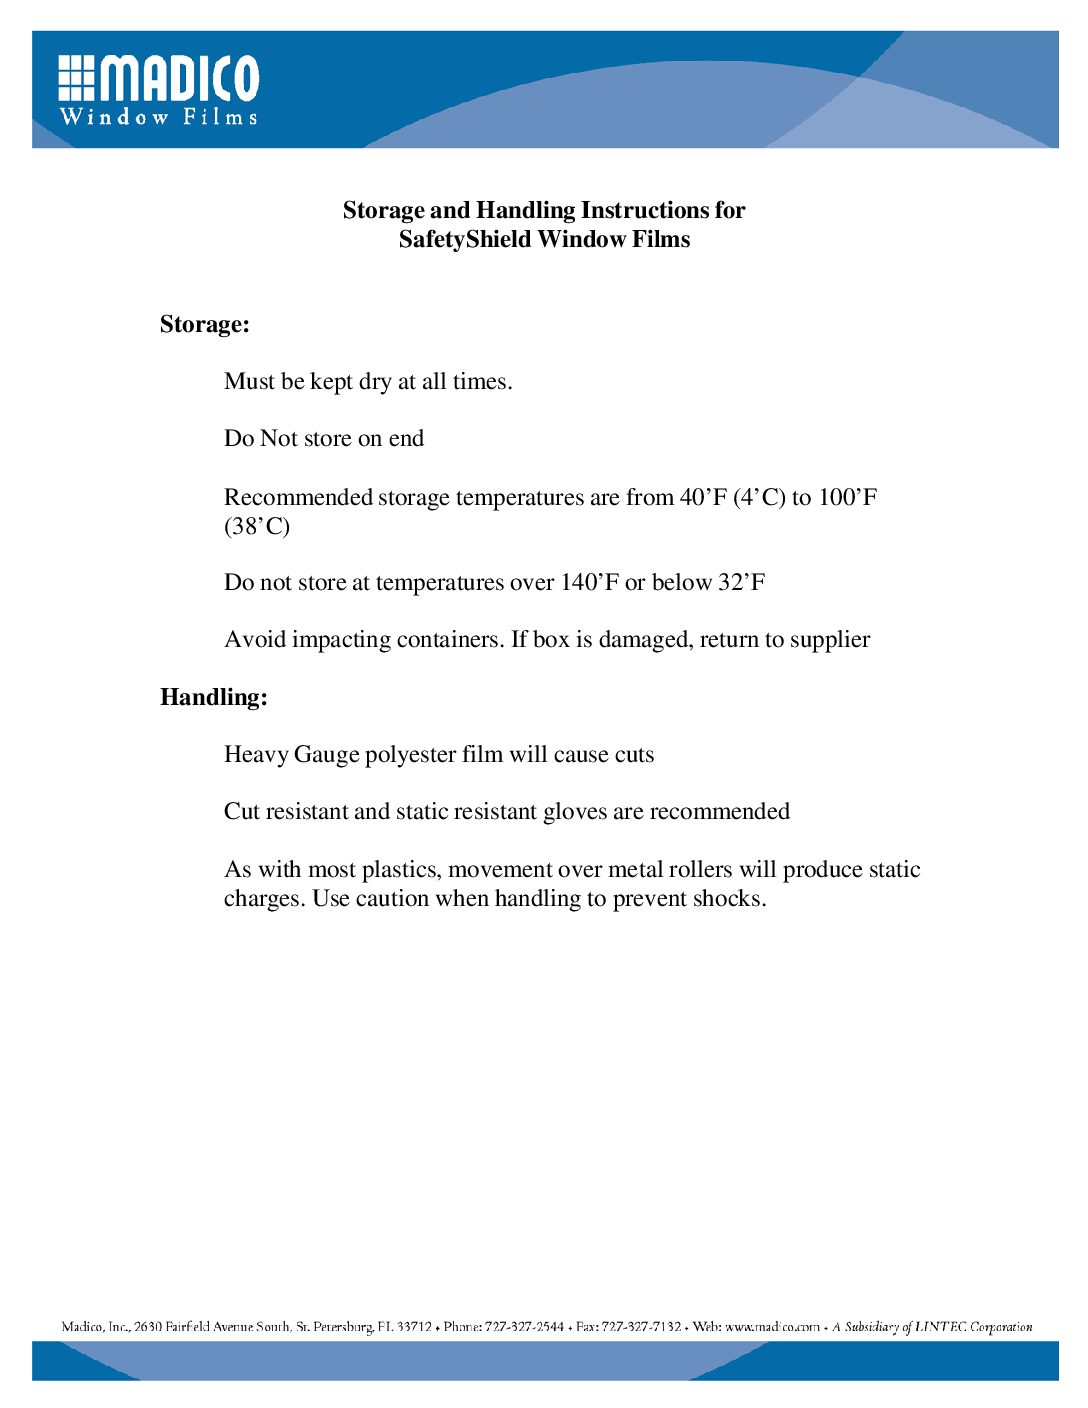 MADICO
Window Films
Storage and Handling Instructions for
SafetyShield Window Films
Storage:
Must be kept dry at all times.
Do Not store on end
Recommended storage temperatures are from 40’F (4’C) to 100’F
(38’C)
Do not store at temperatures over 140’F or below 32’F
Avoid impacting containers. If box is damaged, return to supplier
Handling:
Heavy Gauge polyester film will cause cuts
Cut resistant and static resistant gloves are recommended
As with most plastics, movement over metal rollers will produce static
charges. Use caution when handling to prevent shocks.
Madico, Inc., 2630 Fairfield Avenue South, St. Petersburg, FL 33712 • Phone: 727-327-2544 • Fax: 727-327-7132 • Web: www.madico.com • A Subsidiary of LINTEC Corporation